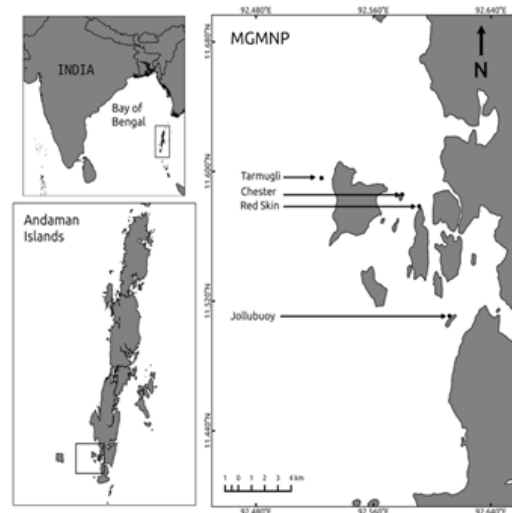 INDIA
Bay of
Bengal
Andaman
Islands
92.480°E
92.560°E
92.640°E
MGMNP
N
11.680°N
11.600°N
11.520°N
11.440°N
Tarmugli
Chester
Red Skin
Jollubuoy
1 0 1 2 3 4 km
92.480°E
92.560°E
92.640°E